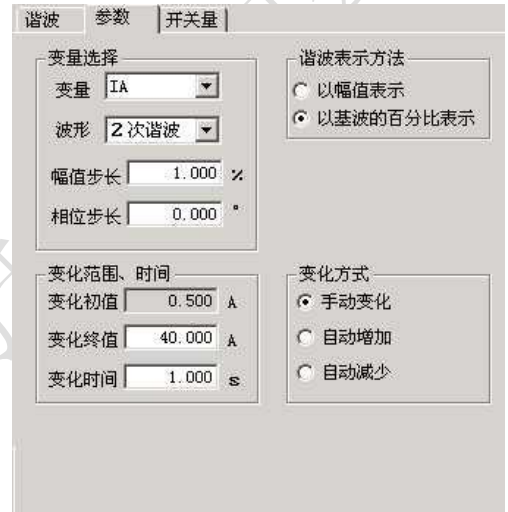 谐波 参数 开关量
变量选择
变量 IA
波形 2次谐波
幅值步长 1.000 %
相位步长 0.000 °
谐波表示方法
以幅值表示
以基波的百分比表示
变化范围、时间
变化初值 0.500 A
变化终值 40.000 A
变化时间 1.000 s
变化方式
手动变化
自动增加
自动减少